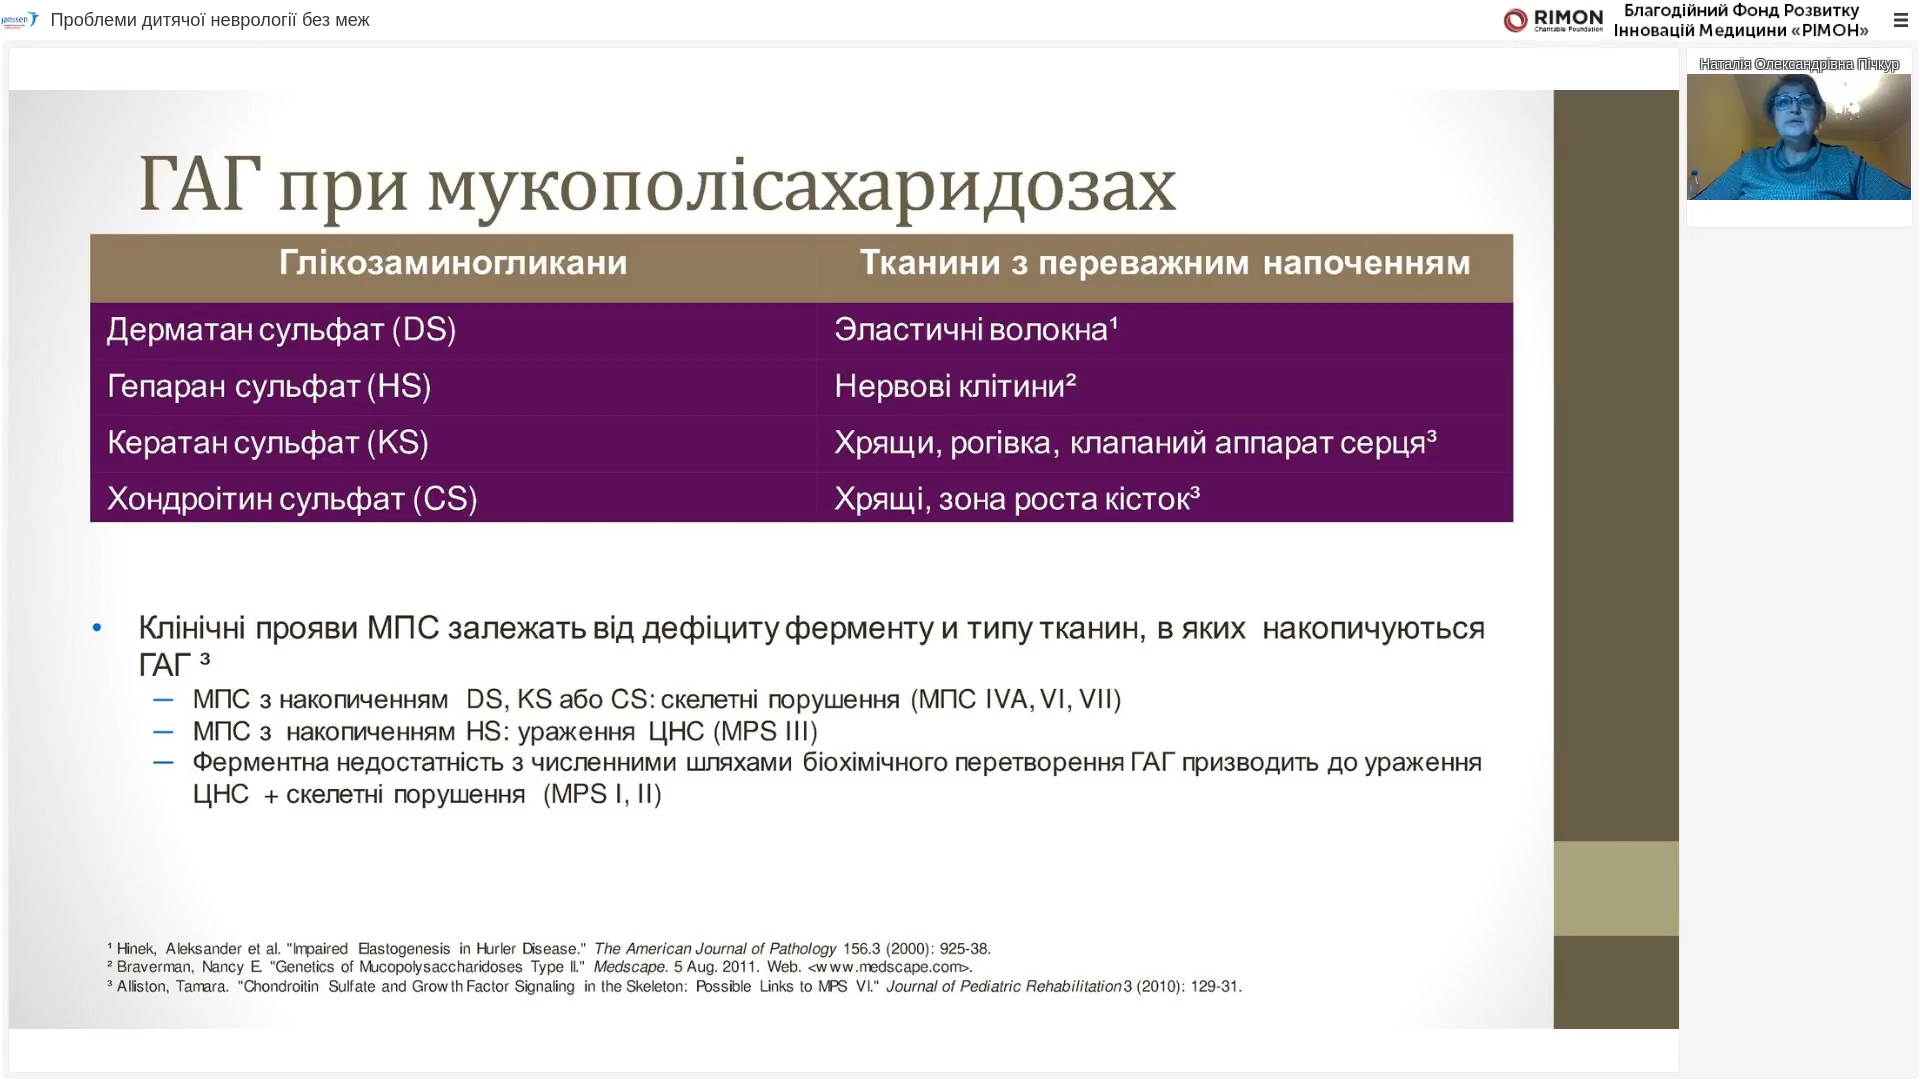 janssen
Проблеми дитячої неврології без меж
RIMON
Charitable Foundation
Благодійний Фонд Розвитку
Інновацій Медицини «РІМОН»
Наталія Олександрівна Пічкур
ГАГ при мукополісахаридозах
Глікозаминогликани
Тканини з переважним напоченням
Дерматан сульфат (DS)
Эластичні волокна¹
Гепаран сульфат (HS)
Нервові клітини²
Кератан сульфат (KS)
Хрящи, рогівка, клапаний аппарат серця³
Хондроітин сульфат (CS)
Хрящі, зона роста кісток³
• Клінічні прояви МПС залежать від дефіциту ферменту и типу тканин, в яких накопичуються
ГАГ ³
— МПС з накопиченням DS, KS або CS: скелетні порушення (МПС IVA, VI, VII)
— МПС з накопиченням HS: ураження ЦНС (MPS III)
— Ферментна недостатність з численними шляхами біохімічного перетворення ГАГ призводить до ураження
ЦНС + скелетні порушення (MPS I, II)
¹ Hinek, Aleksander et al. "Impaired Elastogenesis in Hurler Disease." The American Journal of Pathology 156.3 (2000): 925-38.
² Braverman, Nancy E. "Genetics of Mucopolysaccharidoses Type II." Medscape. 5 Aug. 2011. Web. <www.medscape.com>.
³ Alliston, Tamara. "Chondroitin Sulfate and Growth Factor Signaling in the Skeleton: Possible Links to MPS VI." Journal of Pediatric Rehabilitation 3 (2010): 129-31.